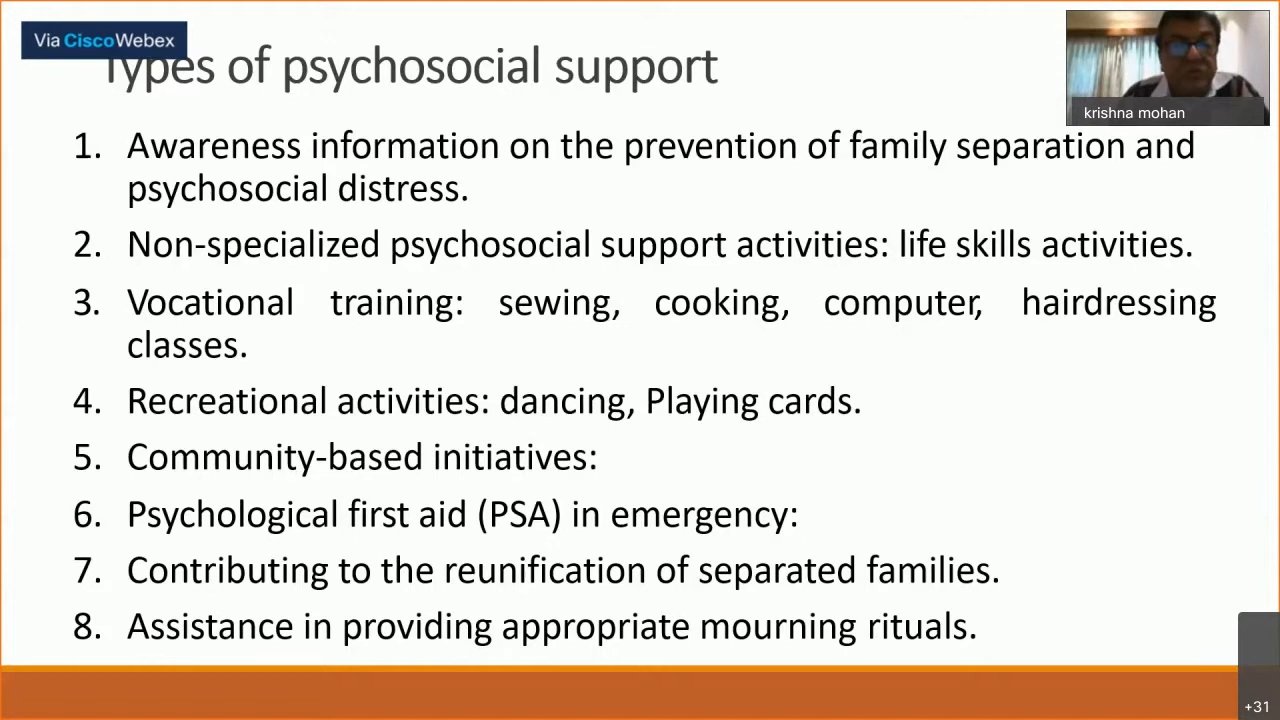 Via CiscoWebex
Types of psychosocial support
krishna mohan
1. Awareness information on the prevention of family separation and
psychosocial distress.
2. Non-specialized psychosocial support activities: life skills activities.
3. Vocational training: sewing, cooking, computer, hairdressing
classes.
4. Recreational activities: dancing, Playing cards.
5. Community-based initiatives:
6. Psychological first aid (PSA) in emergency:
7. Contributing to the reunification of separated families.
8. Assistance in providing appropriate mourning rituals.
+31